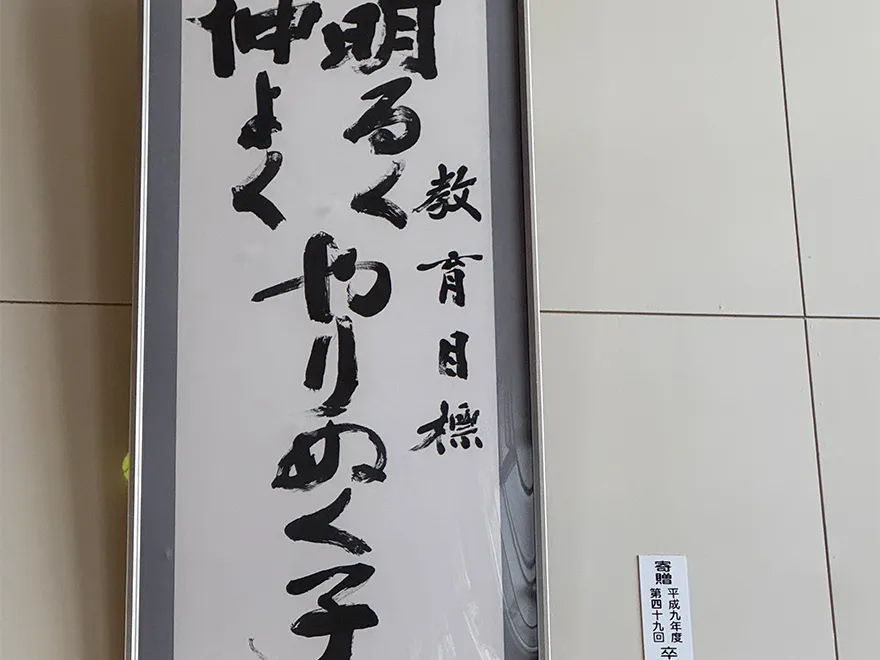 教育目標
明るく
仲よく
やりぬく子
寄贈
平成九年度
第四十九回
卒